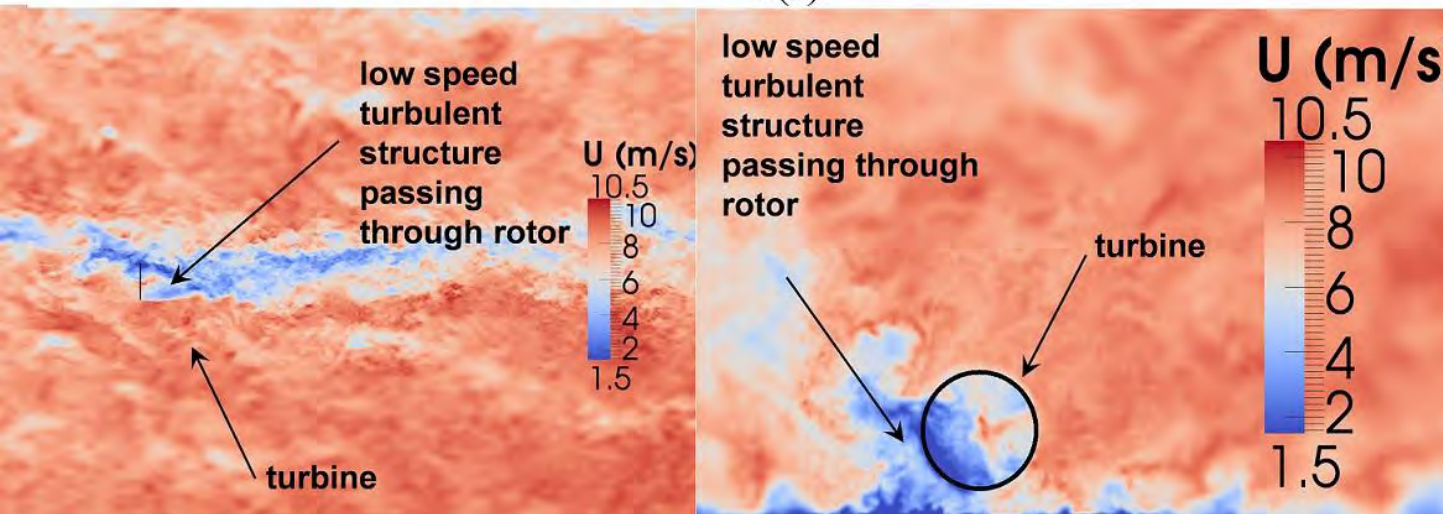 low speed
turbulent
structure
passing
through rotor
U (m/s)
10.5
10
8
6
4
2
1.5
turbine
low speed
turbulent
structure
passing through
rotor
turbine
U (m/s
10.5
10
8
6
4
2
1.5